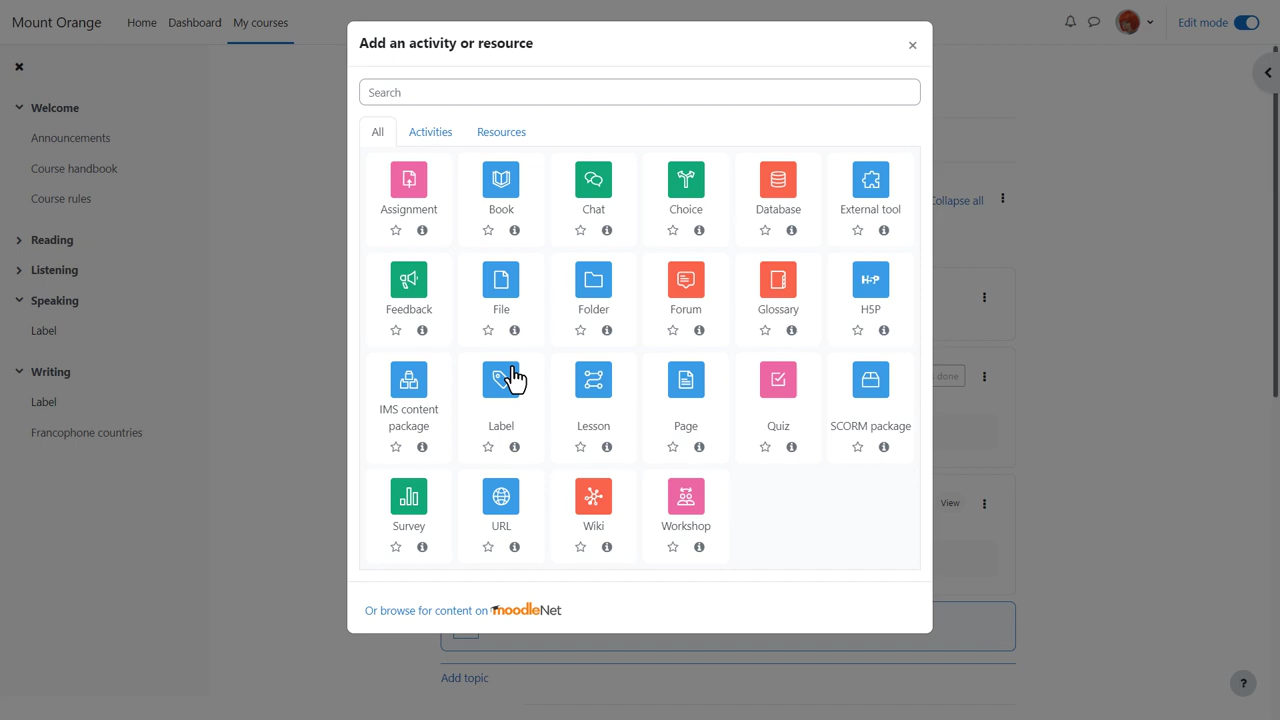 Mount Orange
Home Dashboard My courses
Edit mode
Add an activity or resource
×
Search
All Activities Resources
Welcome
Announcements
Course handbook
Course rules
Reading
Listening
Speaking
Label
Writing
Label
Francophone countries
Assignment Book Chat Choice Database External tool
Feedback File Folder Forum Glossary H5P
H-P
IMS content package Label Lesson Page Quiz SCORM package
Survey URL Wiki Workshop
Or browse for content on moodleNet
Collapse all
done
View
Add topic
?